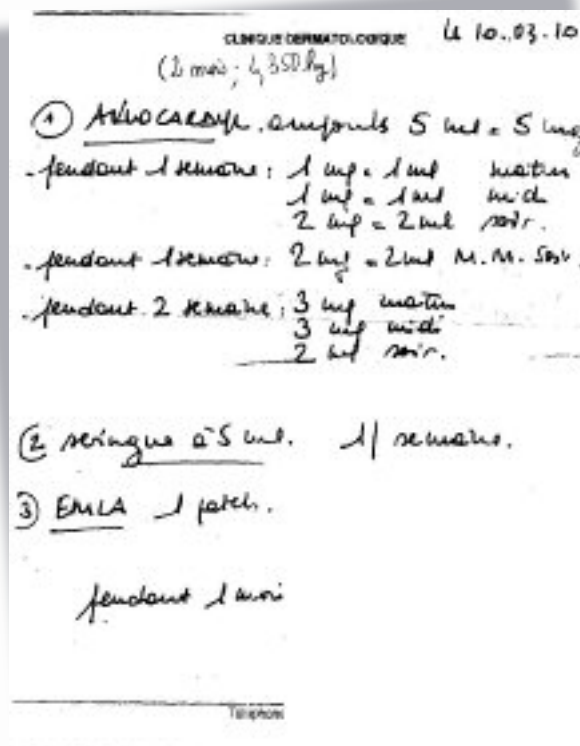 CLINIQUE DERMATOLOGIQUE Le 10.03.10
(2 mois ; 4,350 kg)
① AVLOCARDYL. ampoules 5 ml = 5 mg
- pendant 1 semaine : 1 mg = 1 ml matin
1 mg = 1 ml midi
2 mg = 2 ml soir.
- pendant 1 semaine : 2 mg = 2 ml M. M. Soir.
- pendant 2 semaine : 3 mg matin
3 mg midi
2 soir.
② seringue à 5 ml. 1/ semaine.
③ EMLA 1 patch.
pendant 1 mois
Téléphone